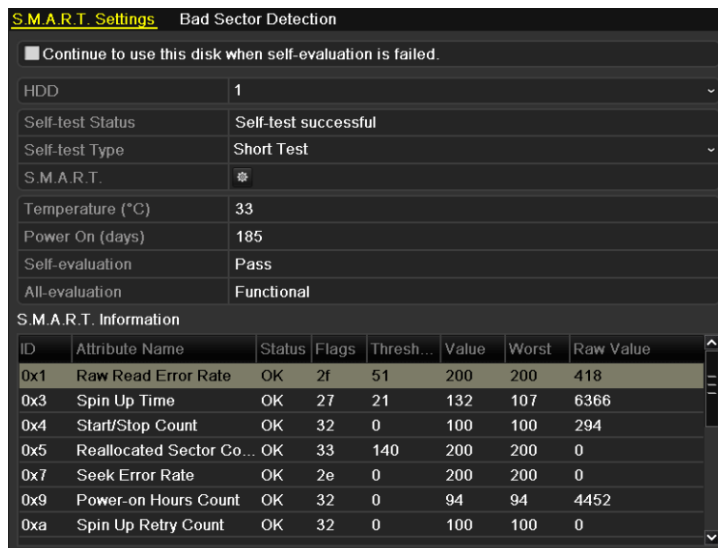 S.M.A.R.T. Settings Bad Sector Detection
Continue to use this disk when self-evaluation is failed.
HDD 1
Self-test Status Self-test successful
Self-test Type Short Test
S.M.A.R.T.
Temperature (°C) 33
Power On (days) 185
Self-evaluation Pass
All-evaluation Functional
S.M.A.R.T. Information
ID Attribute Name Status Flags Thresh... Value Worst Raw Value
0x1 Raw Read Error Rate OK 2f 51 200 200 418
0x3 Spin Up Time OK 27 21 132 107 6366
0x4 Start/Stop Count OK 32 0 100 100 294
0x5 Reallocated Sector Co... OK 33 140 200 200 0
0x7 Seek Error Rate OK 2e 0 200 200 0
0x9 Power-on Hours Count OK 32 0 94 94 4452
0xa Spin Up Retry Count OK 32 0 100 100 0